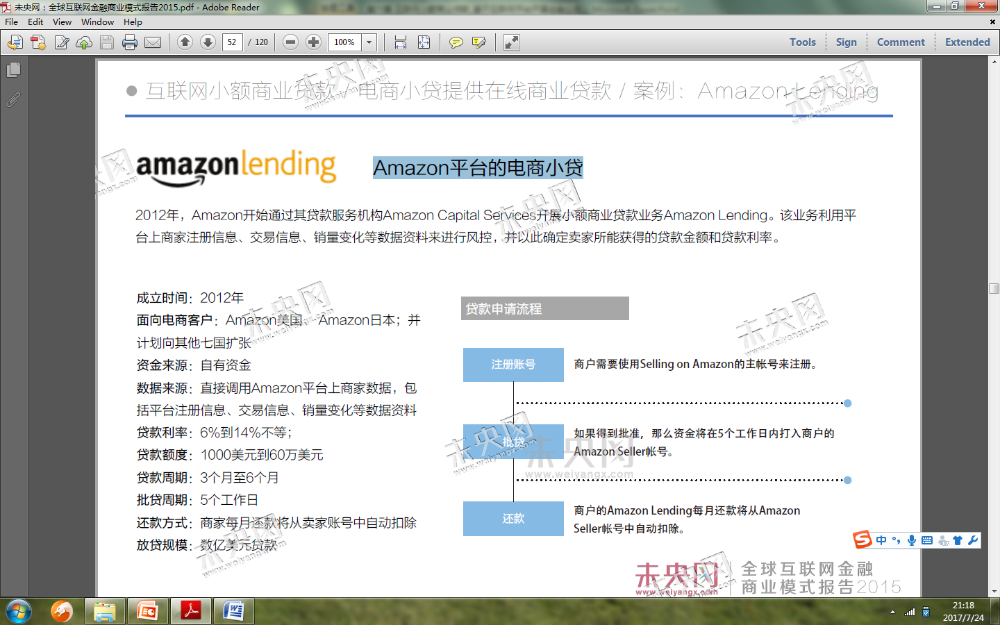 未央网：全球互联网金融商业模式报告2015.pdf - Adobe Reader
File Edit View Window Help
52 / 120 100% Tools Sign Comment Extended
互联网小额商业贷款 / 电商小贷提供在线商业贷款 / 案例：Amazon Lending
amazon lending
Amazon平台的电商小贷
2012年，Amazon开始通过其贷款服务机构Amazon Capital Services开展小额商业贷款业务Amazon Lending。该业务利用平
台上商家注册信息、交易信息、销量变化等数据资料来进行风控，并以此确定卖家所能获得的贷款金额和贷款利率。
成立时间：2012年
面向电商客户：Amazon美国、Amazon日本；并
计划向其他七国扩张
资金来源：自有资金
数据来源：直接调用Amazon平台上商家数据，包
括平台注册信息、交易信息、销量变化等数据资料
贷款利率：6%到14%不等；
贷款额度：1000美元到60万美元
贷款周期：3个月至6个月
批贷周期：5个工作日
还款方式：商家每月还款将从卖家账号中自动扣除
放贷规模：数亿美元贷款
贷款申请流程
注册账号
商户需要使用Selling on Amazon的主帐号来注册。
批贷
如果得到批准，那么资金将在5个工作日内打入商户的
Amazon Seller帐号。
还款
商户的Amazon Lending每月还款将从Amazon
Seller帐号中自动扣除。
未央网
www.weiyangx.com
未央网
www.weiyangx.com
全球互联网金融
商业模式报告2015
中
21:18
2017/7/24